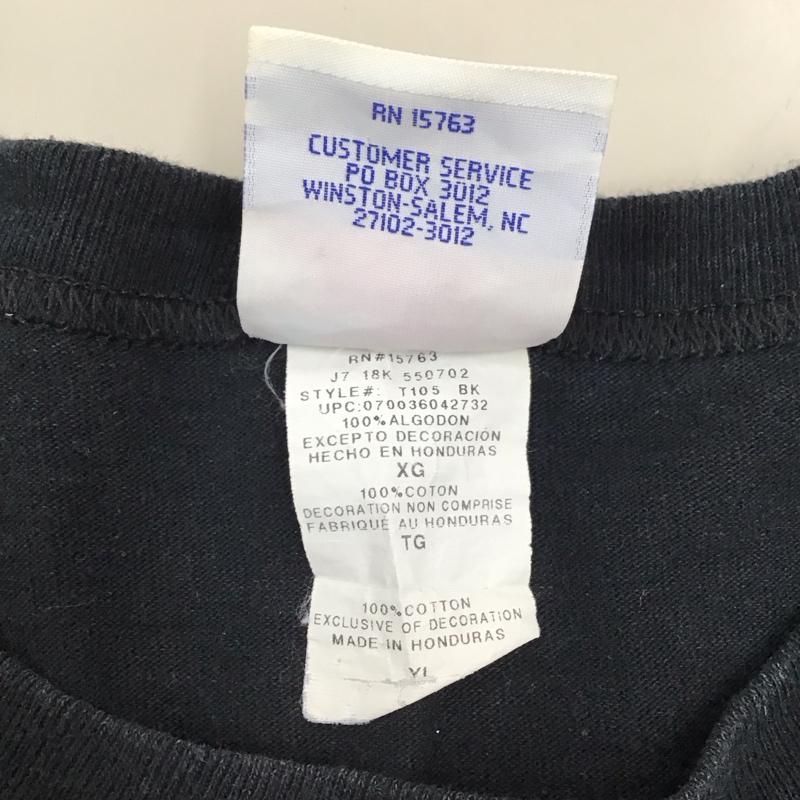 RN 15763
CUSTOMER SERVICE
PO BOX 3012
WINSTON-SALEM, NC
27102-3012
RN#15763
J7 18K 550702
STYLE#: T105 BK
UPC:070036042732
100%ALGODON
EXCEPTO DECORACIÓN
HECHO EN HONDURAS
XG
100%COTON
DECORATION NON COMPRISE
FABRIQUÉ AU HONDURAS
TG
100%COTTON
EXCLUSIVE OF DECORATION
MADE IN HONDURAS